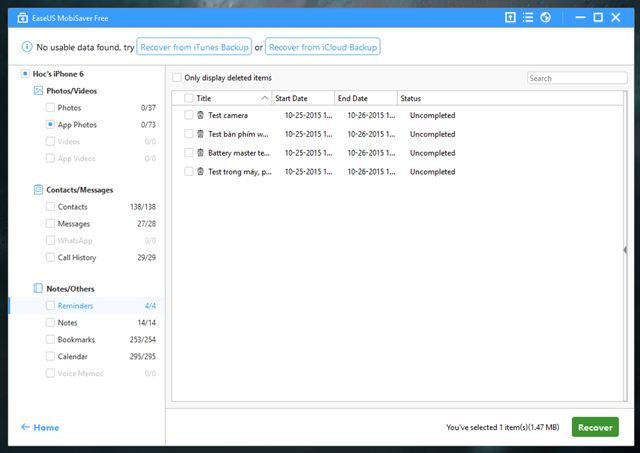 EaseUS MobiSaver Free
No usable data found, try Recover from iTunes Backup or Recover from iCloud Backup
Hoc's iPhone 6
Photos/Videos
Photos 0/37
App Photos 0/73
Videos 0/0
App Videos 0/0
Contacts/Messages
Contacts 138/138
Messages 27/28
WhatsApp 0/0
Call History 29/29
Notes/Others
Reminders 4/4
Notes 14/14
Bookmarks 253/254
Calendar 295/295
Voice Memos 0/0
Home
Only display deleted items
Search
Title Start Date End Date Status
Test camera 10-25-2015 1... 10-26-2015 1... Uncompleted
Test bàn phím w... 10-25-2015 1... 10-26-2015 1... Uncompleted
Battery master te... 10-25-2015 1... 10-26-2015 1... Uncompleted
Test trong máy, p... 10-25-2015 1... 10-26-2015 1... Uncompleted
You've selected 1 item(s)(1.47 MB) Recover